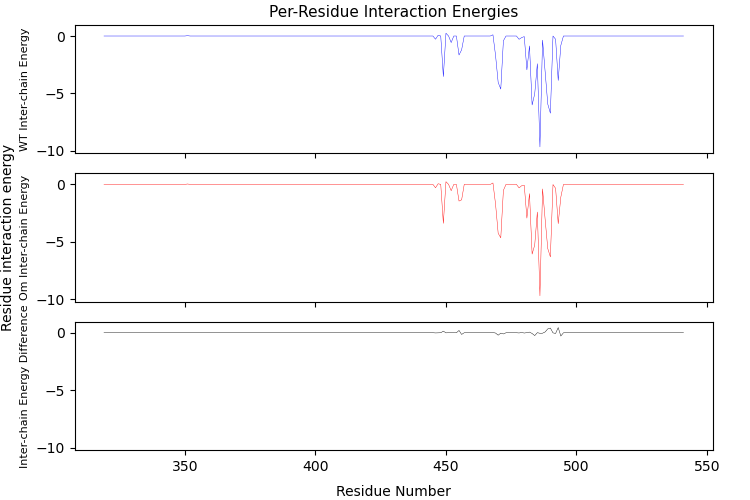 Per-Residue Interaction Energies
Residue interaction energy
WT Inter-chain Energy
0
−5
−10
Om Inter-chain Energy
0
−5
−10
Inter-chain Energy Difference
0
−5
−10
350
400
450
500
550
Residue Number